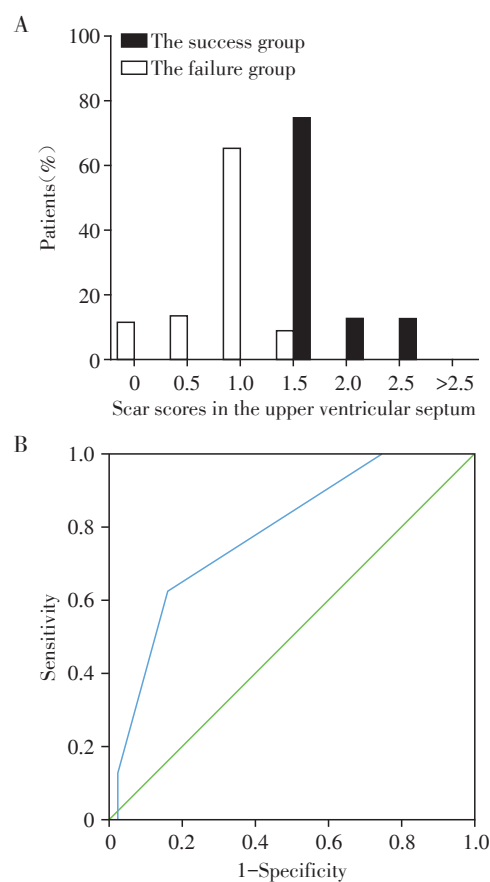 A
100
The success group
The failure group
80
60
40
20
0
Patients(%)
0 0.5 1.0 1.5 2.0 2.5 >2.5
Scar scores in the upper ventricular septum
B
1.0
0.8
0.6
0.4
0.2
0
Sensitivity
0 0.2 0.4 0.6 0.8 1.0
1-Specificity